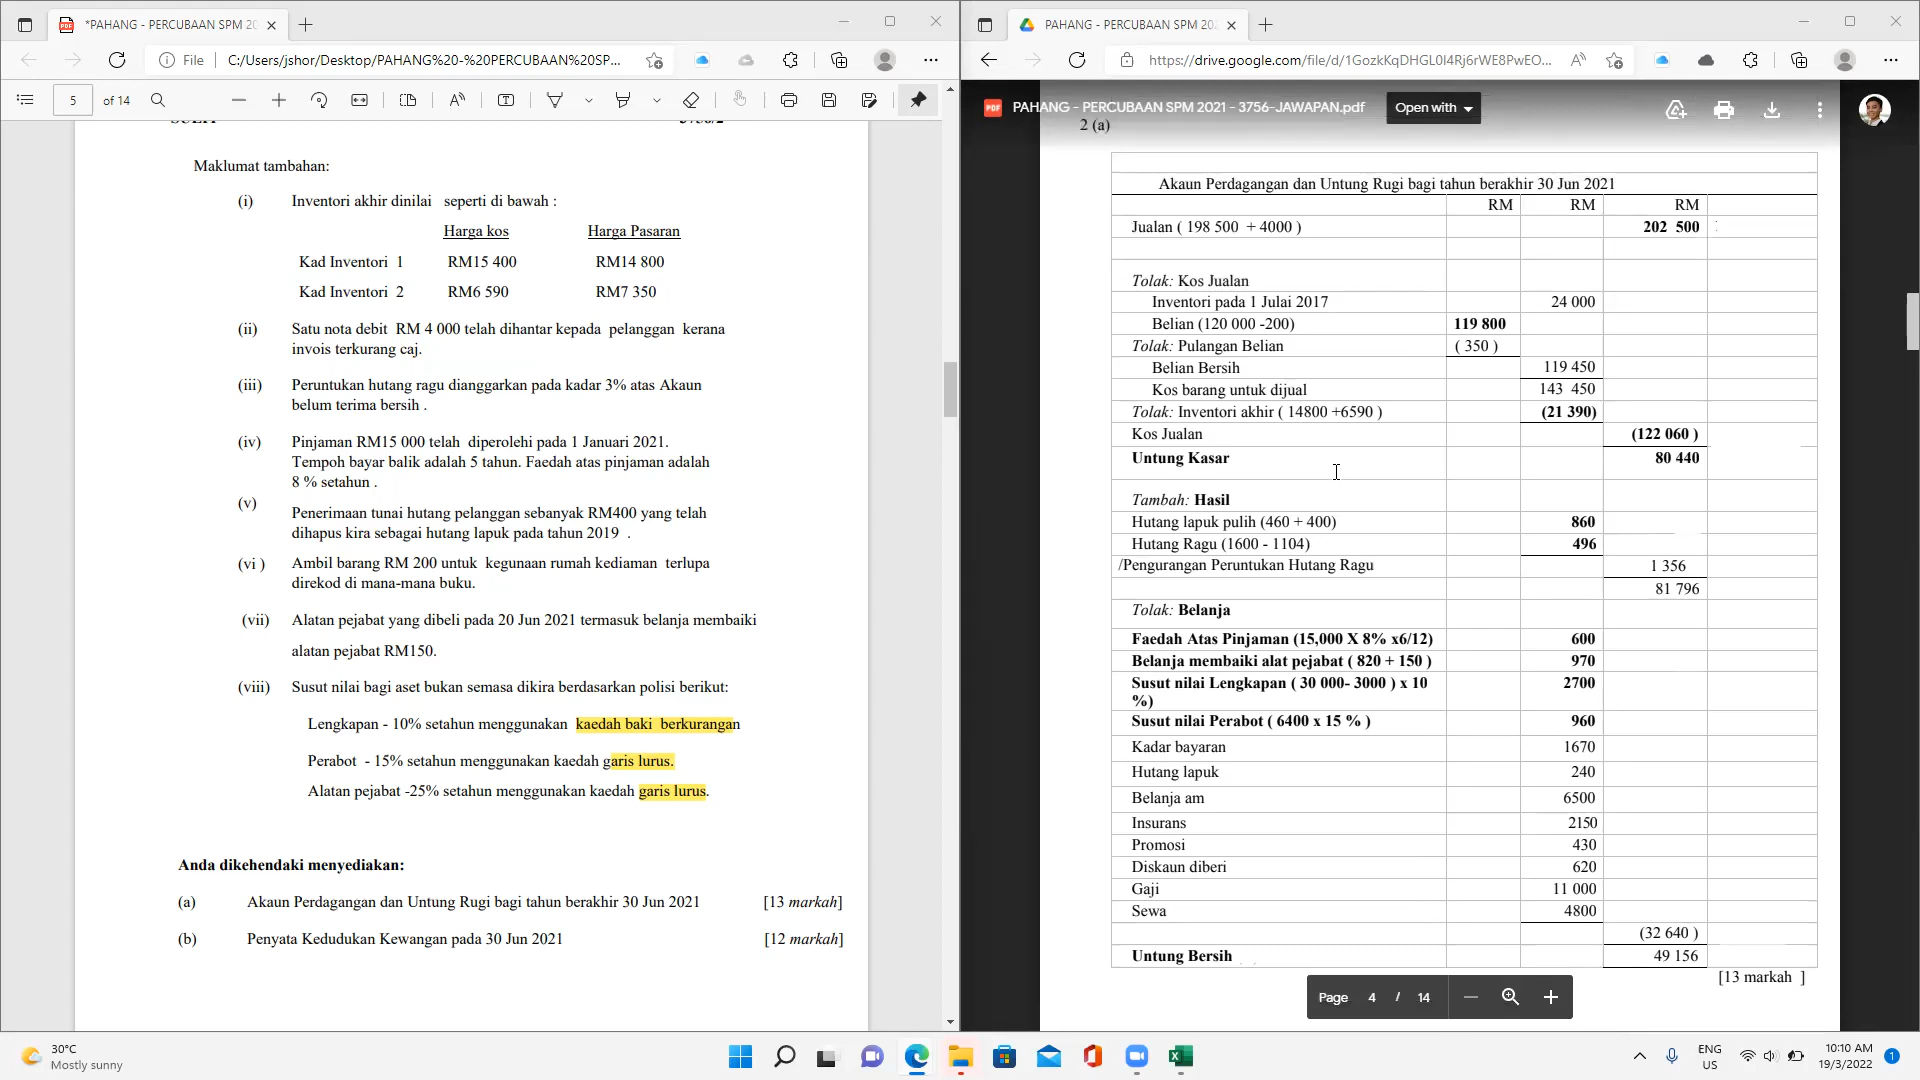 *PAHANG - PERCUBAAN SPM 20
File
C:/Users/jshor/Desktop/PAHANG%20-%20PERCUBAAN%20SP...
5 of 14
3756/2
Maklumat tambahan:
(i) Inventori akhir dinilai seperti di bawah :
Harga kos Harga Pasaran
Kad Inventori 1 RM15 400 RM14 800
Kad Inventori 2 RM6 590 RM7 350
(ii) Satu nota debit RM 4 000 telah dihantar kepada pelanggan kerana
invois terkurang caj.
(iii) Peruntukan hutang ragu dianggarkan pada kadar 3% atas Akaun
belum terima bersih .
(iv) Pinjaman RM15 000 telah diperolehi pada 1 Januari 2021.
Tempoh bayar balik adalah 5 tahun. Faedah atas pinjaman adalah
8 % setahun .
(v) Penerimaan tunai hutang pelanggan sebanyak RM400 yang telah
dihapus kira sebagai hutang lapuk pada tahun 2019 .
(vi ) Ambil barang RM 200 untuk kegunaan rumah kediaman terlupa
direkod di mana-mana buku.
(vii) Alatan pejabat yang dibeli pada 20 Jun 2021 termasuk belanja membaiki
alatan pejabat RM150.
(viii) Susut nilai bagi aset bukan semasa dikira berdasarkan polisi berikut:
Lengkapan - 10% setahun menggunakan kaedah baki berkurangan
Perabot - 15% setahun menggunakan kaedah garis lurus.
Alatan pejabat -25% setahun menggunakan kaedah garis lurus.
Anda dikehendaki menyediakan:
(a) Akaun Perdagangan dan Untung Rugi bagi tahun berakhir 30 Jun 2021 [13 markah]
(b) Penyata Kedudukan Kewangan pada 30 Jun 2021 [12 markah]
PAHANG - PERCUBAAN SPM 202
https://drive.google.com/file/d/1GozkKqDHGL0I4Rj6rWE8PwEO...
PAHANG - PERCUBAAN SPM 2021 - 3756-JAWAPAN.pdf
Open with
2 (a)
Akaun Perdagangan dan Untung Rugi bagi tahun berakhir 30 Jun 2021
RM RM RM
Jualan ( 198 500 + 4000 ) 202 500
Tolak: Kos Jualan
Inventori pada 1 Julai 2017 24 000
Belian (120 000 -200) 119 800
Tolak: Pulangan Belian ( 350 )
Belian Bersih 119 450
Kos barang untuk dijual 143 450
Tolak: Inventori akhir ( 14800 +6590 ) (21 390)
Kos Jualan (122 060 )
Untung Kasar 80 440
Tambah: Hasil
Hutang lapuk pulih (460 + 400) 860
Hutang Ragu (1600 - 1104) 496
/Pengurangan Peruntukan Hutang Ragu 1 356
81 796
Tolak: Belanja
Faedah Atas Pinjaman (15,000 X 8% x6/12) 600
Belanja membaiki alat pejabat ( 820 + 150 ) 970
Susut nilai Lengkapan ( 30 000- 3000 ) x 10 2700
%)
Susut nilai Perabot ( 6400 x 15 % ) 960
Kadar bayaran 1670
Hutang lapuk 240
Belanja am 6500
Insurans 2150
Promosi 430
Diskaun diberi 620
Gaji 11 000
Sewa 4800
(32 640 )
Untung Bersih 49 156
[13 markah ]
Page 4 / 14
30°C
Mostly sunny
ENG
US
10:10 AM
19/3/2022
1